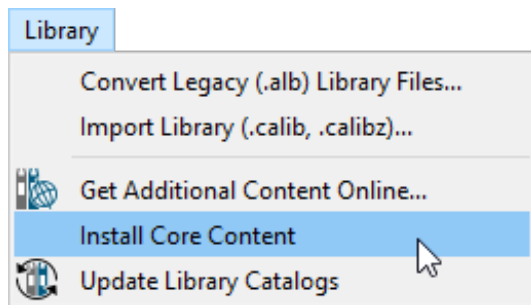 Library
Convert Legacy (.alb) Library Files...
Import Library (.calib, .calibz)...
Get Additional Content Online...
Install Core Content
Update Library Catalogs